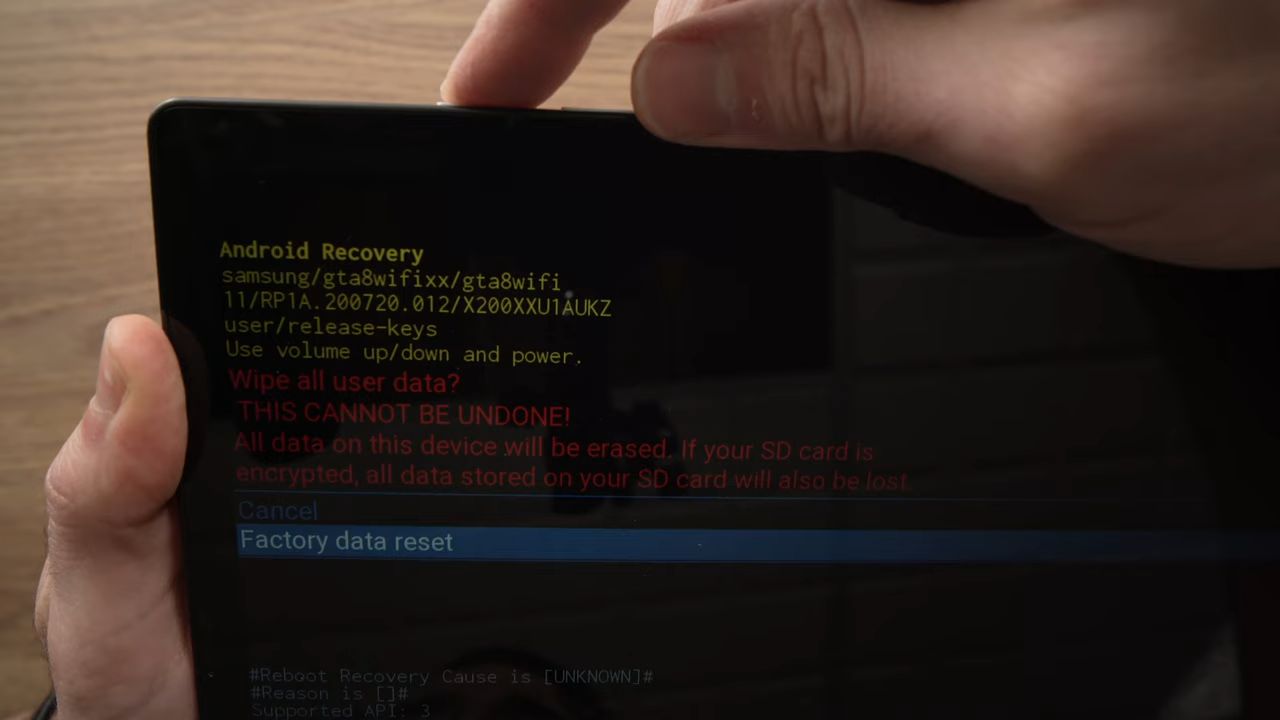 Android Recovery
samsung/gta8wifixx/gta8wifi
11/RP1A.200720.012/X200XXU1AUKZ
user/release-keys
Use volume up/down and power.
Wipe all user data?
THIS CANNOT BE UNDONE!
All data on this device will be erased. If your SD card is
encrypted, all data stored on your SD card will also be lost.
Cancel
Factory data reset
#Reboot Recovery Cause is [UNKNOWN]#
#Reason is []#
Supported API: 3